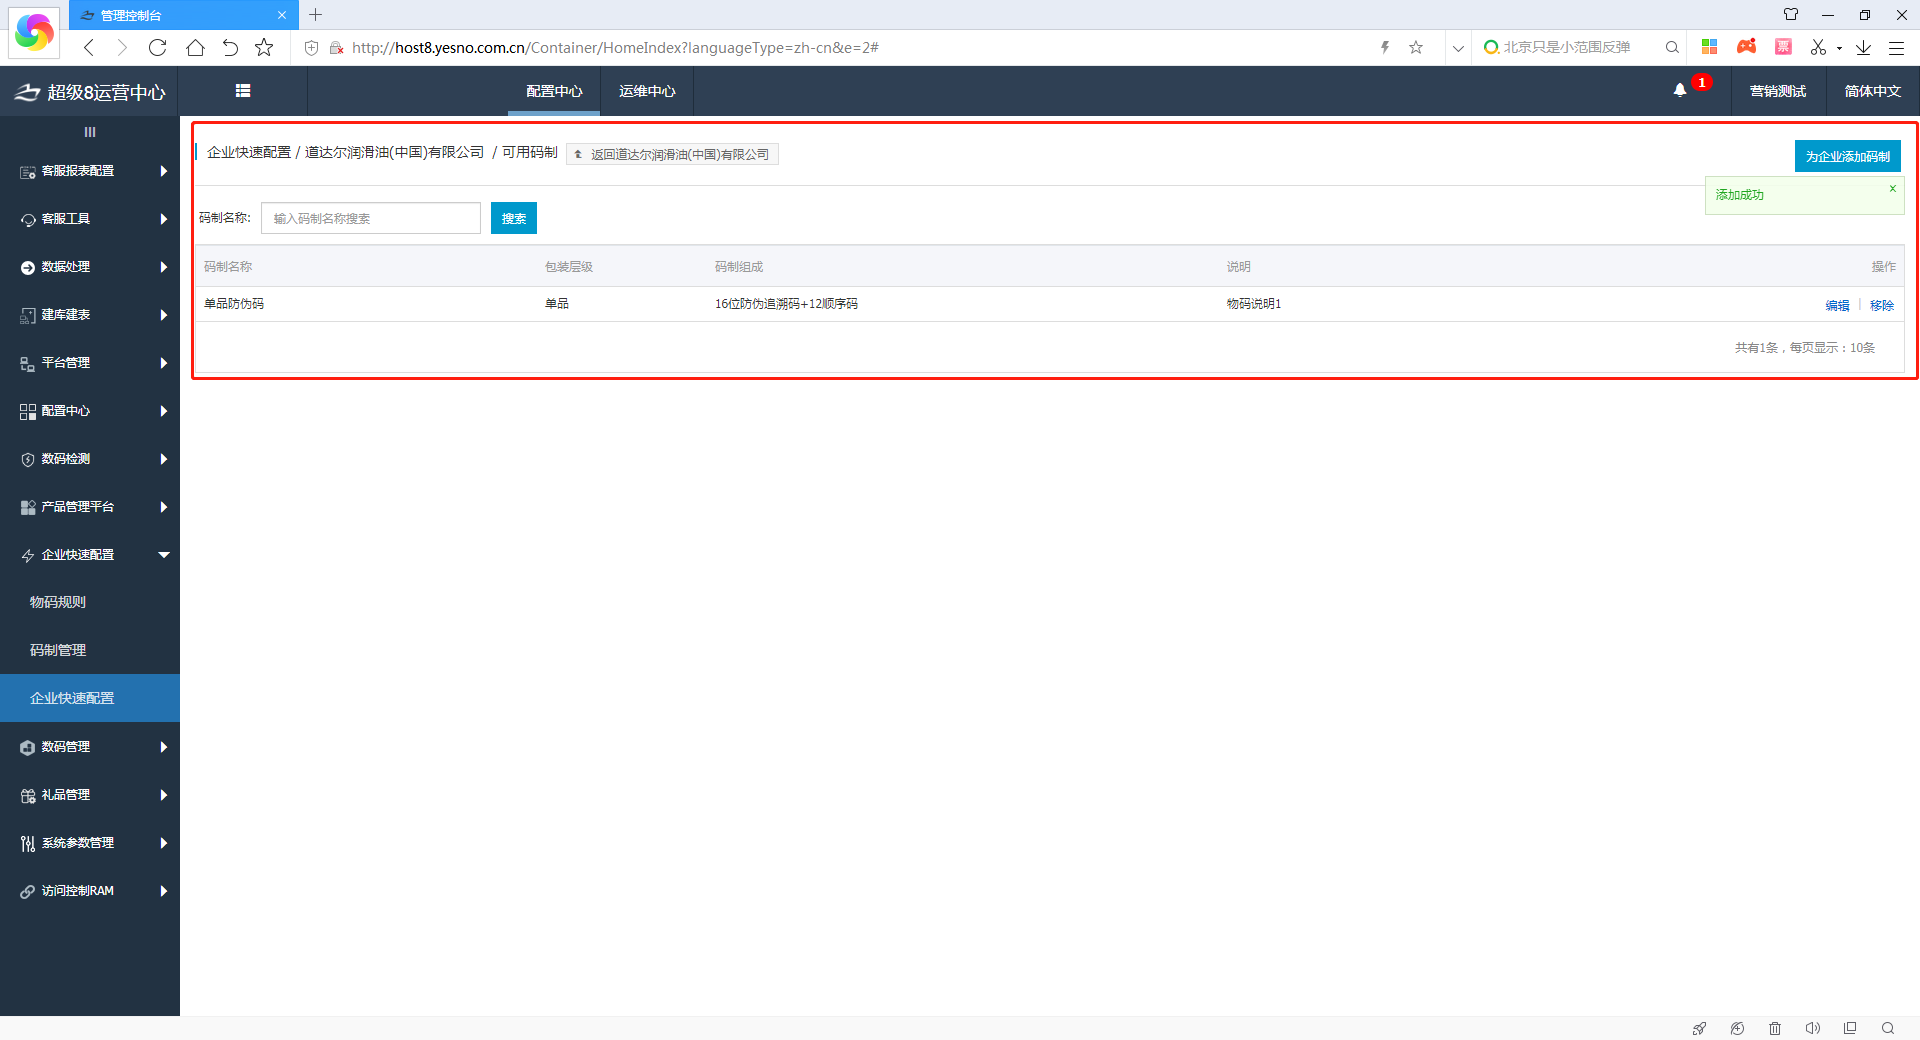 管理控制台
http://host8.yesno.com.cn/Container/HomeIndex?languageType=zh-cn&e=2#
北京只是小范围反弹
票
超级8运营中心
配置中心
运维中心
1
营销测试
简体中文
客服报表配置
客服工具
数据处理
建库建表
平台管理
配置中心
数码检测
产品管理平台
企业快速配置
物码规则
码制管理
企业快速配置
数码管理
礼品管理
系统参数管理
访问控制RAM
企业快速配置 / 道达尔润滑油(中国)有限公司 / 可用码制
返回道达尔润滑油(中国)有限公司
为企业添加码制
添加成功
x
码制名称:
输入码制名称搜索
搜索
码制名称 包装层级 码制组成 说明 操作
单品防伪码 单品 16位防伪追溯码+12顺序码 物码说明1 编辑 移除
共有1条，每页显示：10条